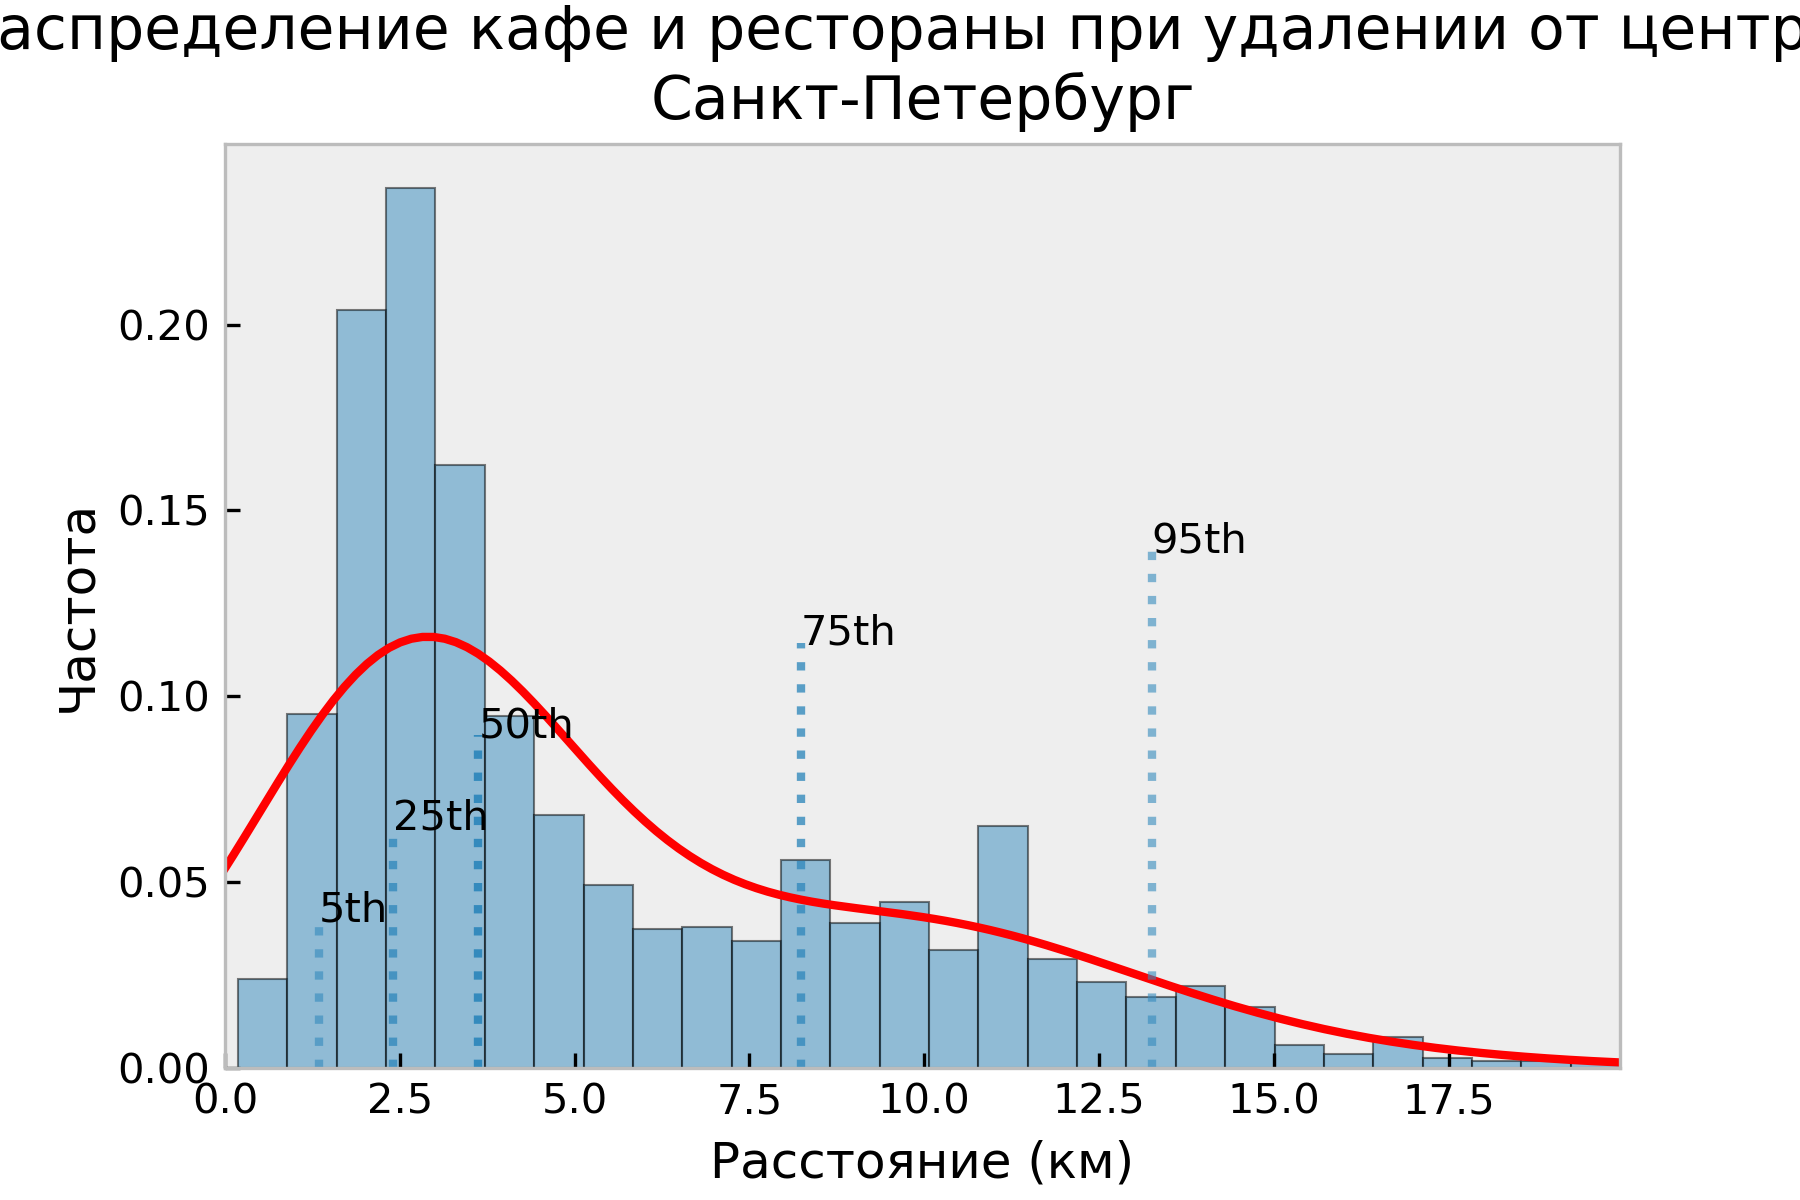 аспределение кафе и рестораны при удалении от центр
Санкт-Петербург
Частота
0.20
0.15
0.10
0.05
0.00
5th
25th
50th
75th
95th
0.0 2.5 5.0 7.5 10.0 12.5 15.0 17.5
Расстояние (км)